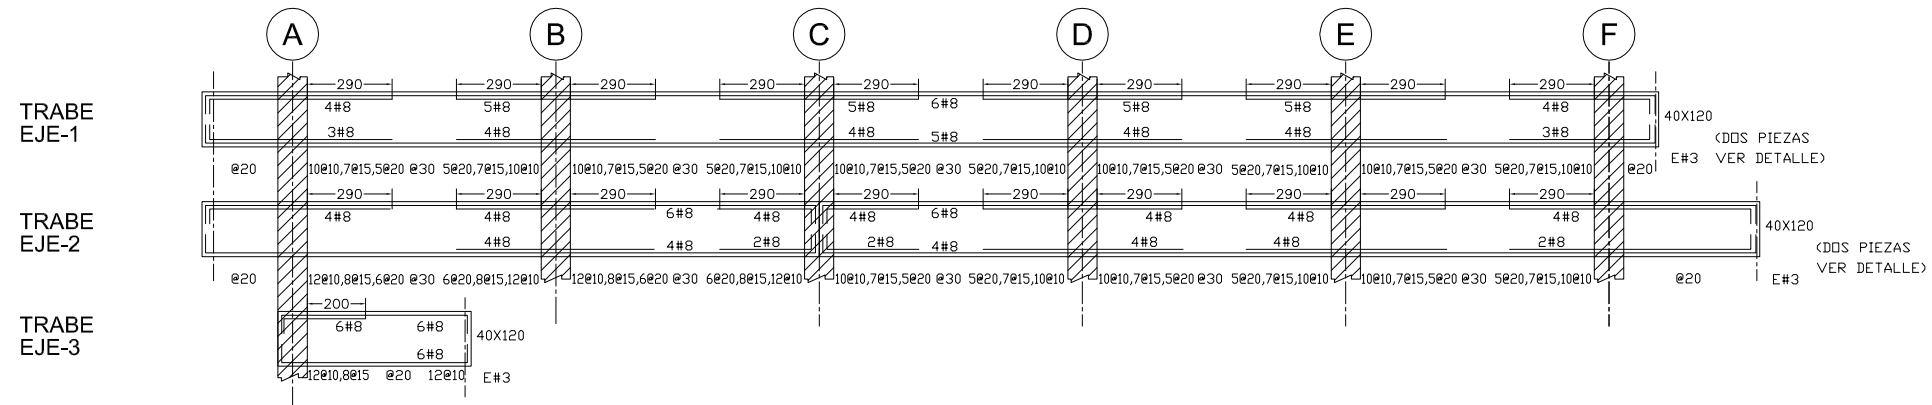 A B C D E F
290 290 290 290 290 290 290 290 290 290
TRABE
EJE-1
4#8 5#8 5#8 6#8 5#8 5#8 4#8
40X120
3#8 4#8 4#8 5#8 4#8 4#8 3#8
(DOS PIEZAS
VER DETALLE)
E#3
@20 10@10,7@15,5@20 @30 5@20,7@15,10@10 10@10,7@15,5@20 @30 5@20,7@15,10@10 10@10,7@15,5@20 @30 5@20,7@15,10@10 10@10,7@15,5@20 @30 5@20,7@15,10@10 10@10,7@15,5@20 @30 5@20,7@15,10@10 @20
290 290 290 290 290 290 290 290 290 290
TRABE
EJE-2
4#8 4#8 6#8 4#8 4#8 6#8 4#8 4#8 4#8
40X120
4#8 4#8 2#8 2#8 4#8 4#8 4#8 2#8
(DOS PIEZAS
VER DETALLE)
@20 12@10,8@15,6@20 @30 6@20,8@15,12@10 12@10,8@15,6@20 @30 6@20,8@15,12@10 10@10,7@15,5@20 @30 5@20,7@15,10@10 10@10,7@15,5@20 @30 5@20,7@15,10@10 10@10,7@15,5@20 @30 5@20,7@15,10@10 @20 E#3
200
TRABE
EJE-3
6#8 6#8
40X120
6#8
12@10,8@15 @20 12@10 E#3